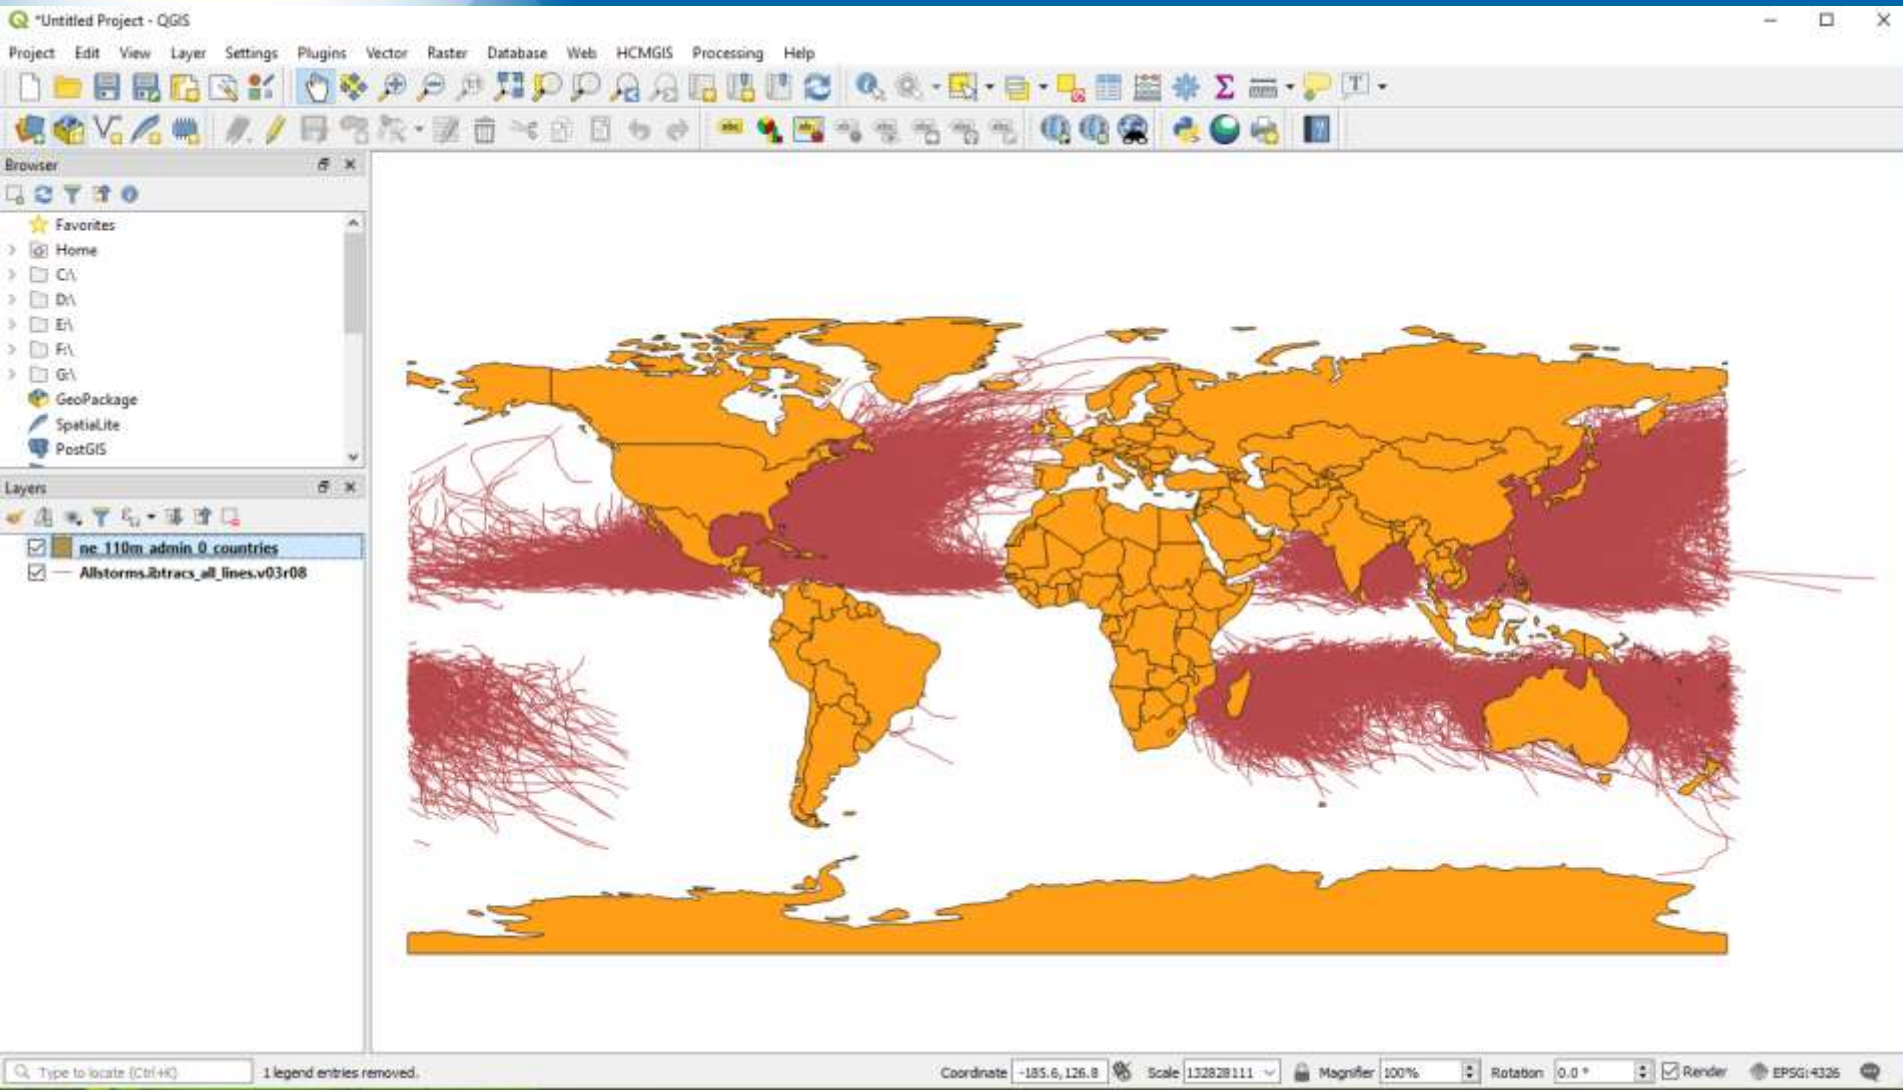 *Untitled Project - QGIS
Project Edit View Layer Settings Plugins Vector Raster Database Web HCMGIS Processing Help
Browser
Favorites
Home
C:\
D:\
E:\
F:\
G:\
GeoPackage
SpatiaLite
PostGIS
Layers
ne_110m_admin_0_countries
Allstorms.ibtracs_all_lines.v03r08
Type to locate (Ctrl+K) 1 legend entries removed. Coordinate -185.6,126.8 Scale 132828111 Magnifier 100% Rotation 0.0 ° Render EPSG:4326